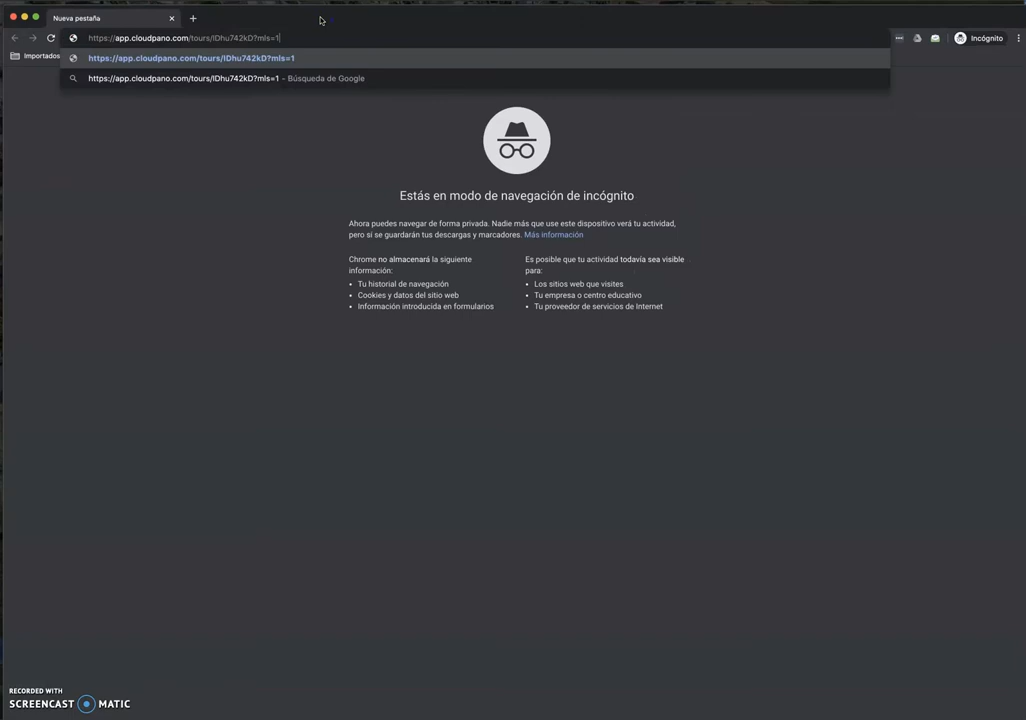 Nueva pestaña
https://app.cloudpano.com/tours/lDhu742kD?mls=1
Incógnito
Importados
https://app.cloudpano.com/tours/lDhu742kD?mls=1
https://app.cloudpano.com/tours/lDhu742kD?mls=1 – Búsqueda de Google
Estás en modo de navegación de incógnito
Ahora puedes navegar de forma privada. Nadie más que use este dispositivo verá tu actividad,
pero sí se guardarán tus descargas y marcadores. Más información
Chrome no almacenará la siguiente
información:
• Tu historial de navegación
• Cookies y datos del sitio web
• Información introducida en formularios
Es posible que tu actividad todavía sea visible
para:
• Los sitios web que visites
• Tu empresa o centro educativo
• Tu proveedor de servicios de Internet
RECORDED WITH
SCREENCAST MATIC